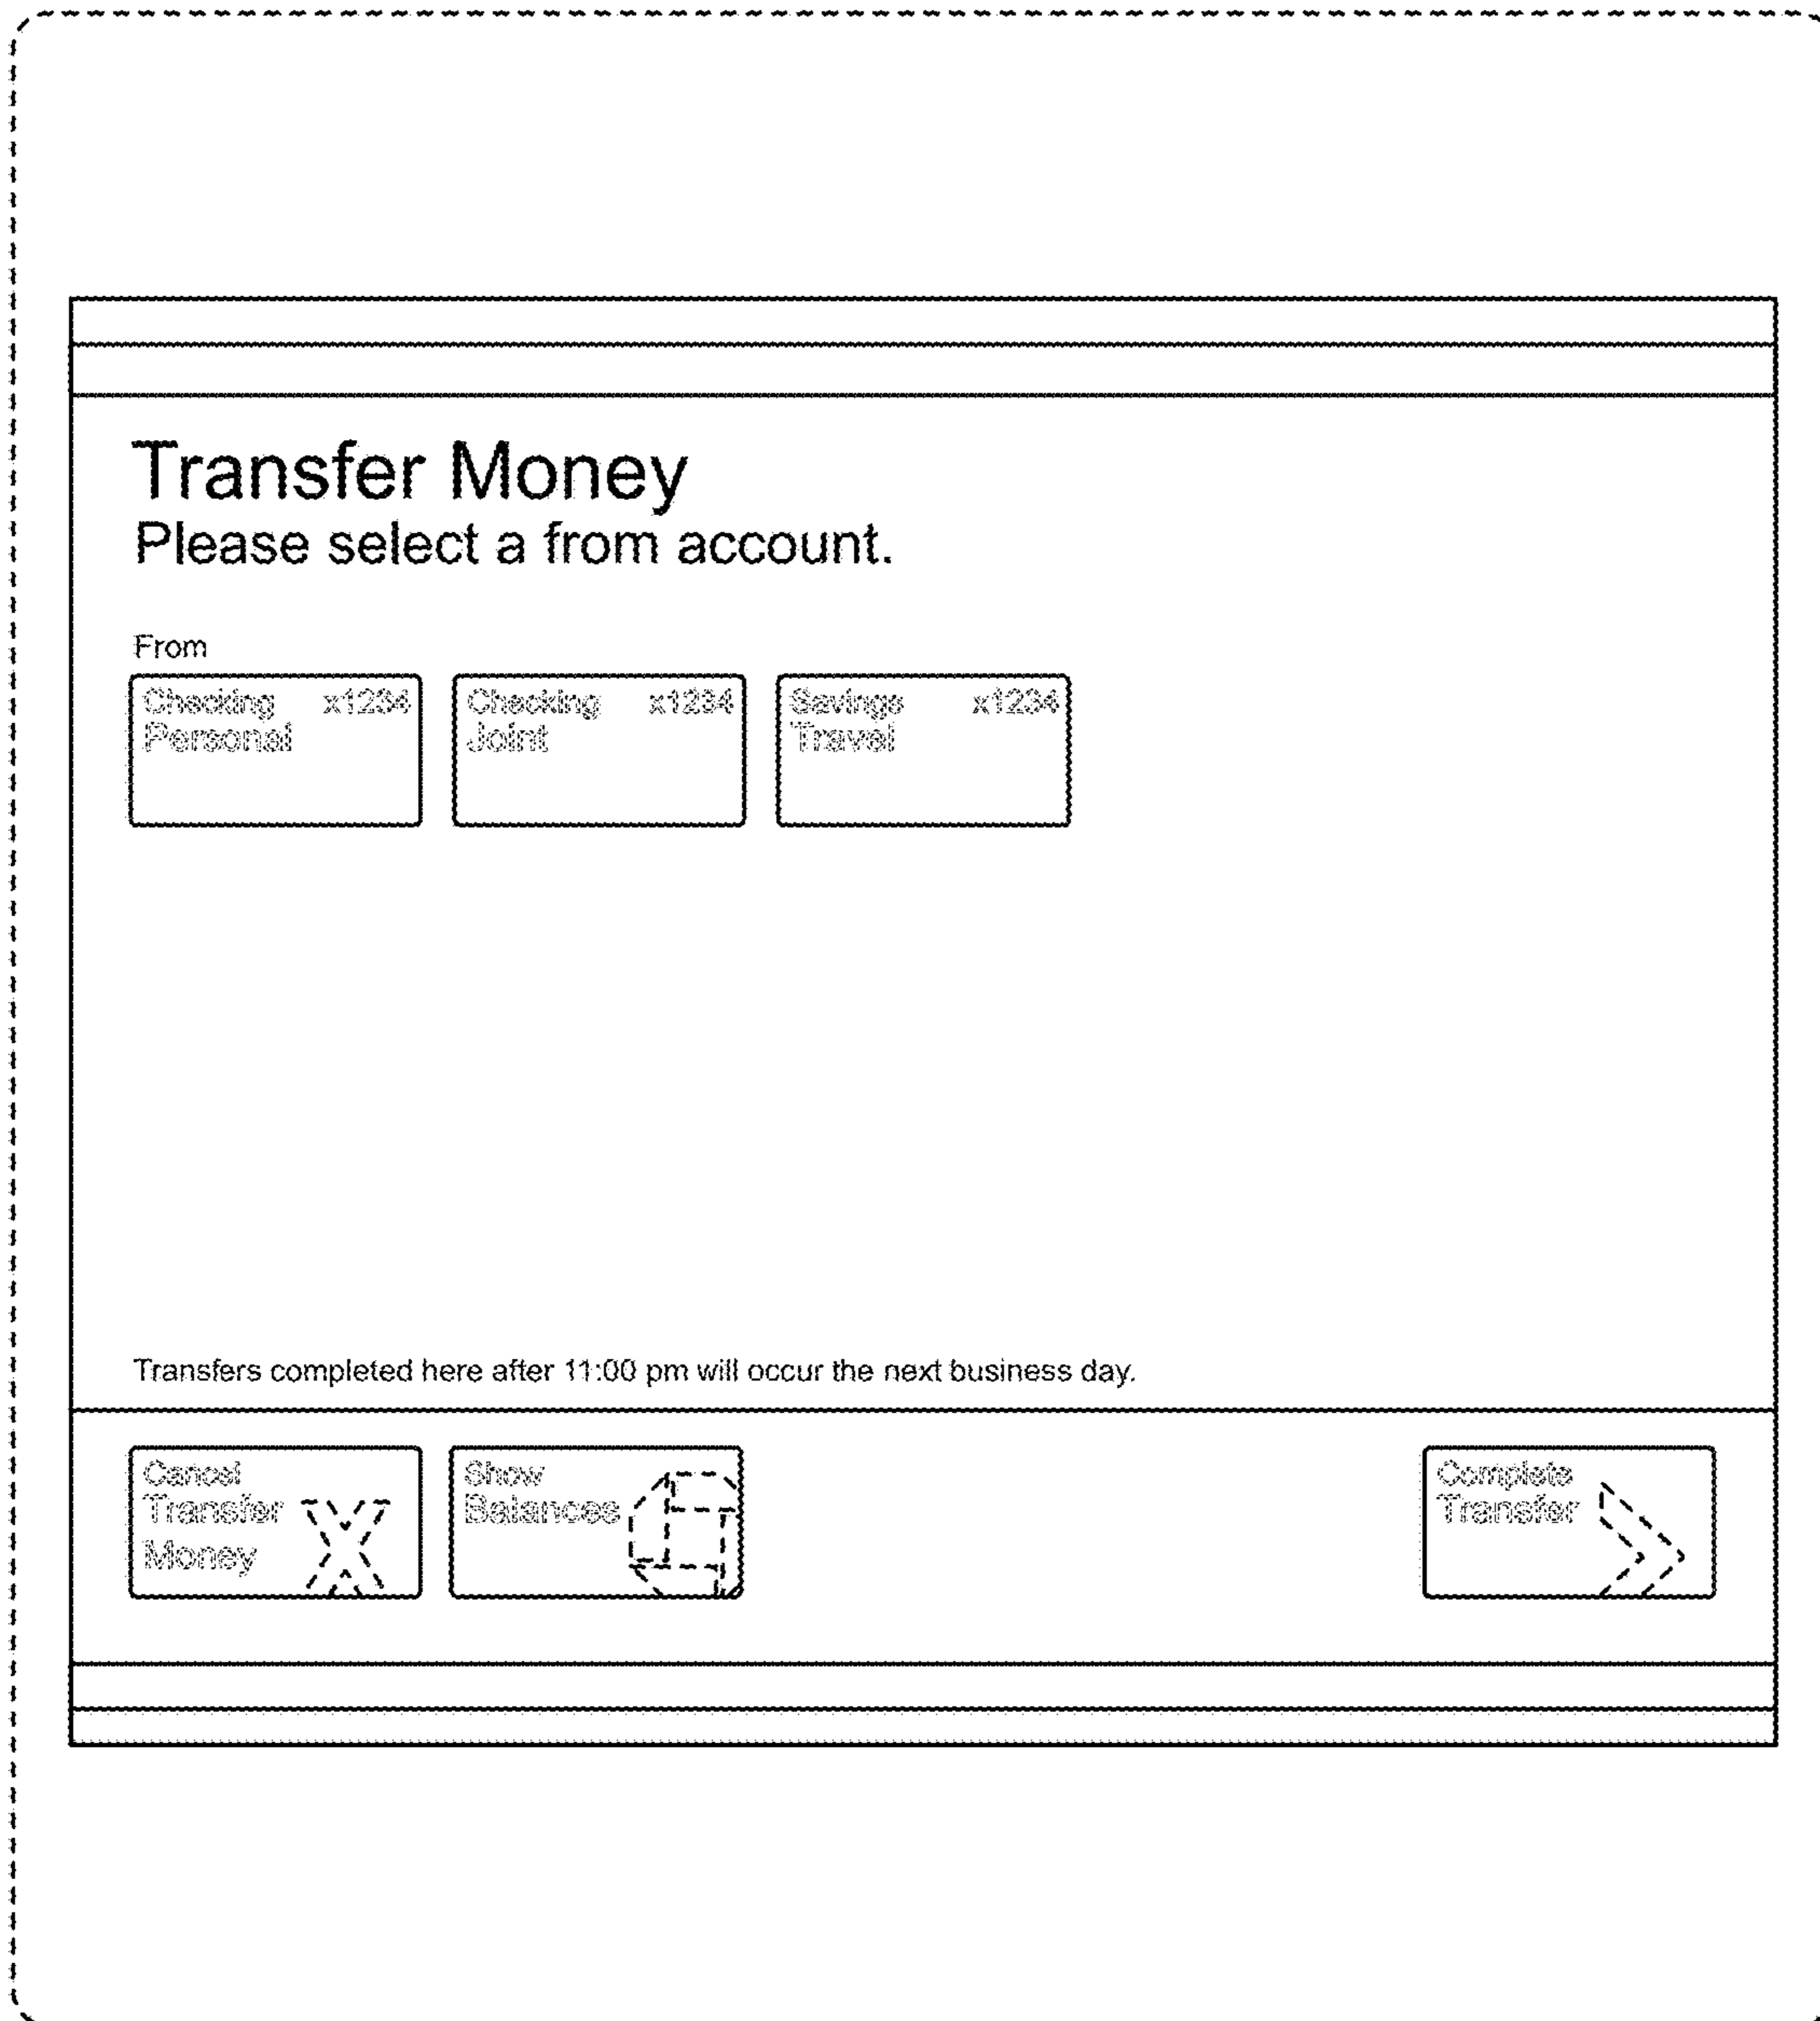 Transfer Money
Please select a from account.
From
Checking x1234
Personal
Checking x1234
Joint
Savings x1234
Travel
Transfers completed here after 11:00 pm will occur the next business day.
Cancel
Transfer
Money
Show
Balances
Complete
Transfer